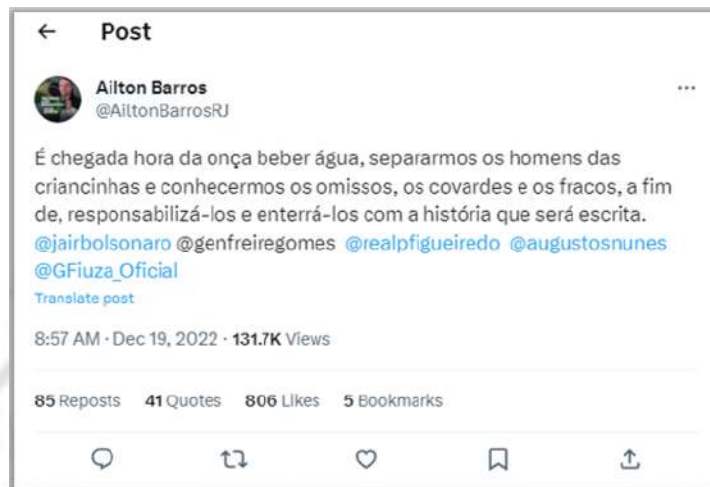 Post
Ailton Barros
@AiltonBarrosRJ
É chegada hora da onça beber água, separarmos os homens das
criancinhas e conhecermos os omissos, os covardes e os fracos, a fim
de, responsabilizá-los e enterrá-los com a história que será escrita.
@jairbolsonaro @genfreiregomes @realpfigueiredo @augustosnunes
@GFiuza_Oficial
Translate post
8:57 AM · Dec 19, 2022 · 131.7K Views
85 Reposts 41 Quotes 806 Likes 5 Bookmarks